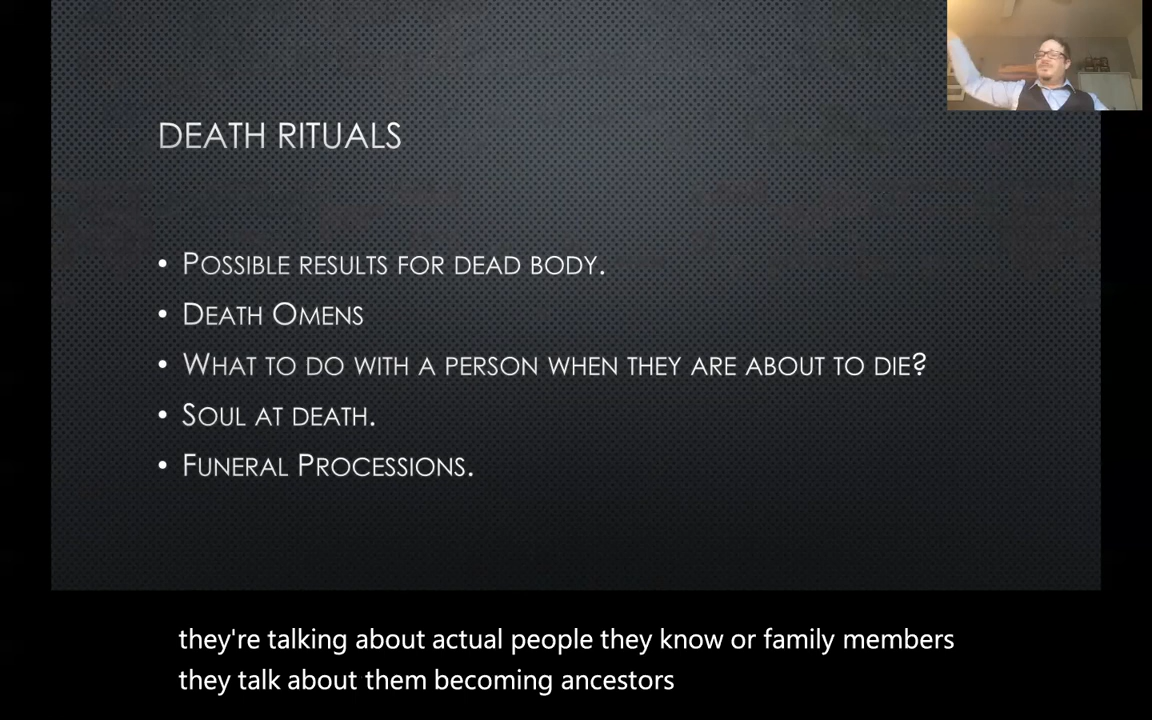 DEATH RITUALS
• POSSIBLE RESULTS FOR DEAD BODY.
• DEATH OMENS
• WHAT TO DO WITH A PERSON WHEN THEY ARE ABOUT TO DIE?
• SOUL AT DEATH.
• FUNERAL PROCESSIONS.
they're talking about actual people they know or family members
they talk about them becoming ancestors